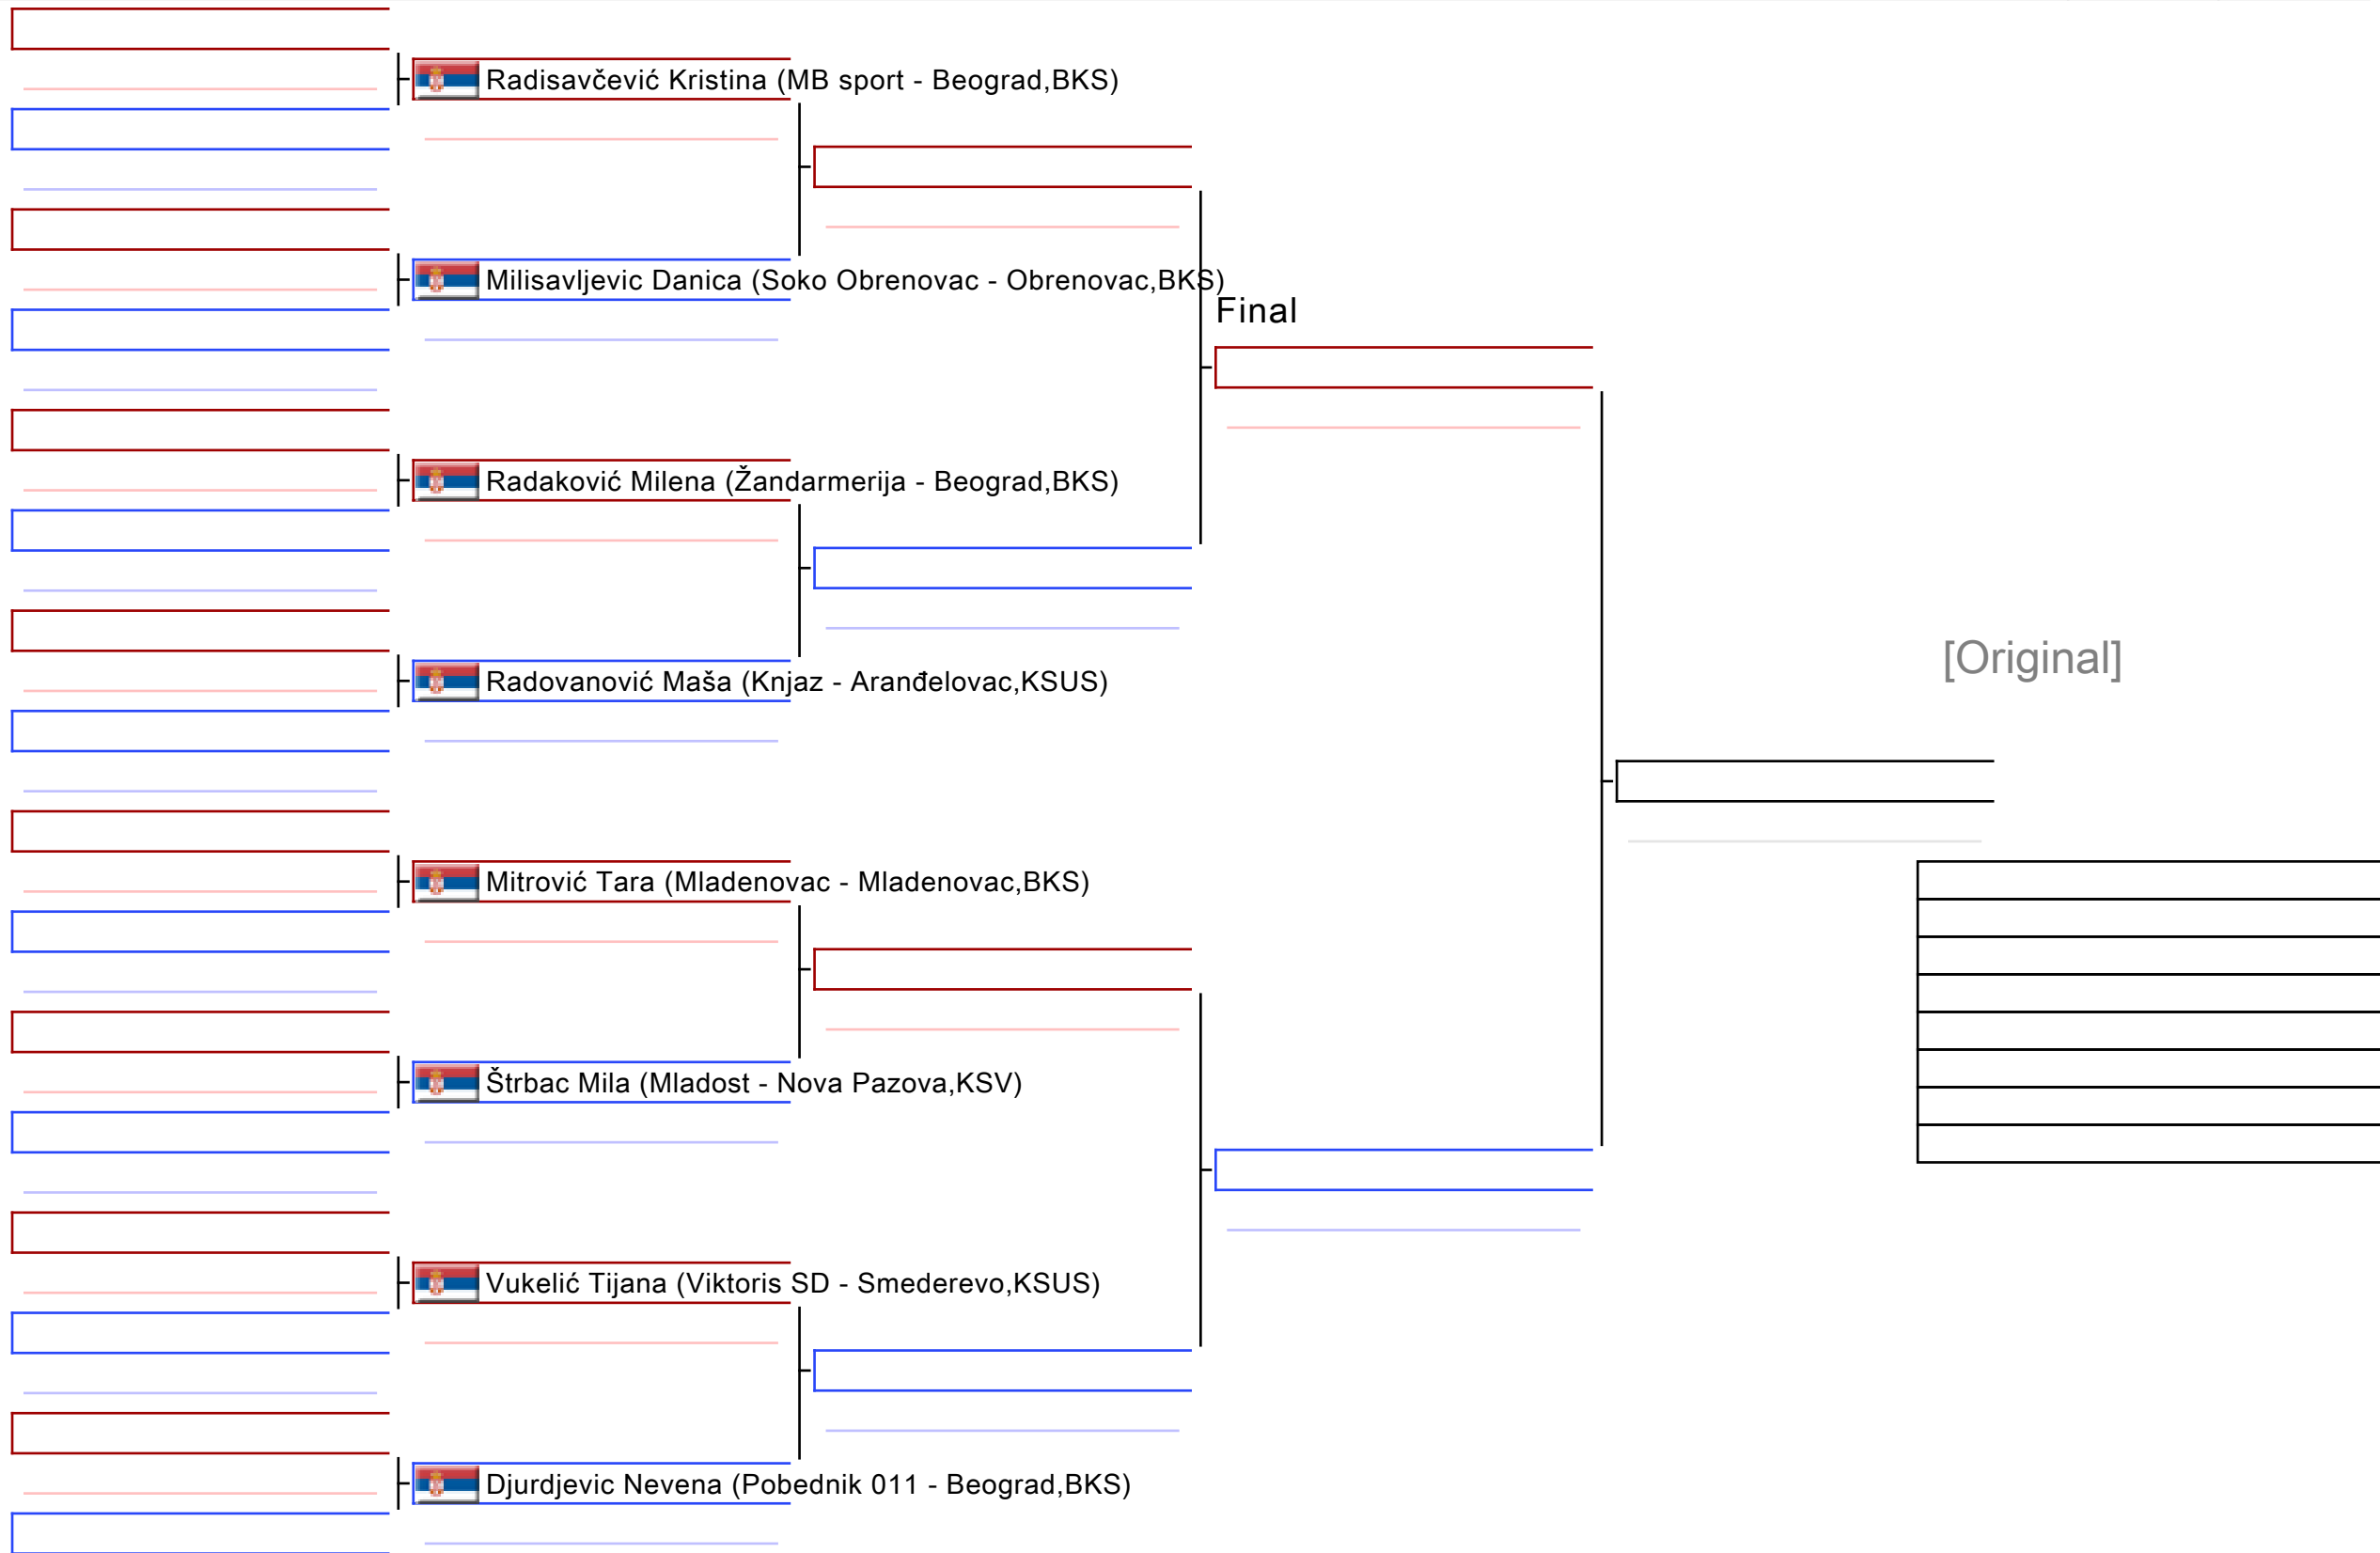 Radisavčević Kristina (MB sport - Beograd,BKS)
Milisavljevic Danica (Soko Obrenovac - Obrenovac,BKS)
Final
Radaković Milena (Žandarmerija - Beograd,BKS)
[Original]
Radovanović Maša (Knjaz - Aranđelovac,KSUS)
Mitrović Tara (Mladenovac - Mladenovac,BKS)
Štrbac Mila (Mladost - Nova Pazova,KSV)
Vukelić Tijana (Viktoris SD - Smederevo,KSUS)
Djurdjevic Nevena (Pobednik 011 - Beograd,BKS)